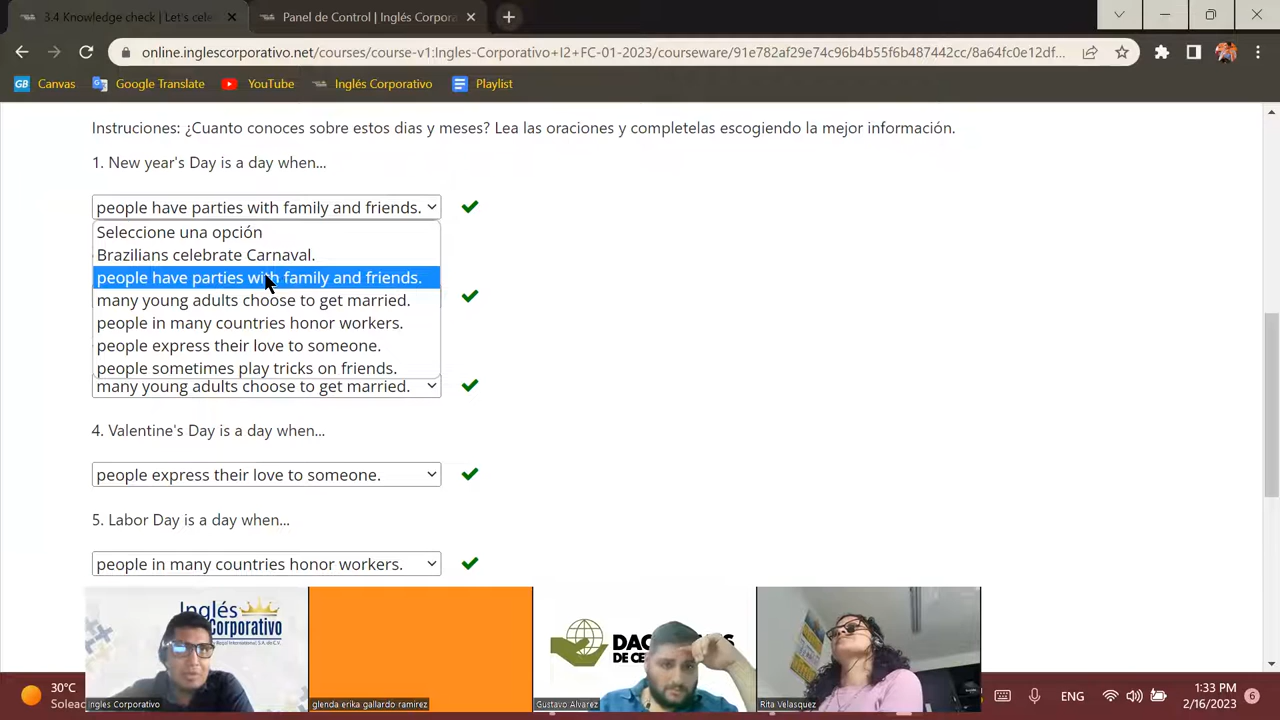 3.4 Knowledge check | Let's cele
Panel de Control | Inglés Corpora
online.inglescorporativo.net/courses/course-v1:Ingles-Corporativo+I2+FC-01-2023/courseware/91e782af29e74c96b4b55f6b487442cc/8a64fc0e12df...
GB Canvas
Google Translate
YouTube
Inglés Corporativo
Playlist
Instruciones: ¿Cuanto conoces sobre estos dias y meses? Lea las oraciones y completelas escogiendo la mejor información.
1. New year's Day is a day when...
people have parties with family and friends.
Seleccione una opción
Brazilians celebrate Carnaval.
people have parties with family and friends.
many young adults choose to get married.
people in many countries honor workers.
people express their love to someone.
people sometimes play tricks on friends.
many young adults choose to get married.
4. Valentine's Day is a day when...
people express their love to someone.
5. Labor Day is a day when...
people in many countries honor workers.
Inglés
Corporativo
Ingles Corporativo
glenda erika gallardo ramirez
DE CE
Gustavo Alvarez
Rita Velasquez
30°C
Solea
ENG
1:33 PM
2/16/2023
6